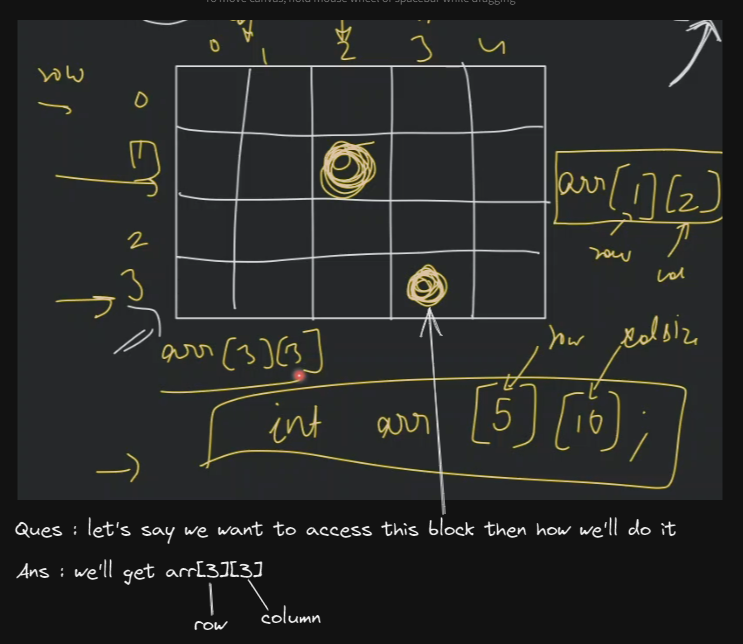 To move canvas, hold mouse wheel or spacebar while dragging
0 1 2 3 4
row
0
1
arr[1][2]
row
col
2
3
arr[3][3]
row colsize
int arr [5] [10];
Ques : let's say we want to access this block then how we'll do it
Ans : we'll get arr[3][3]
row column